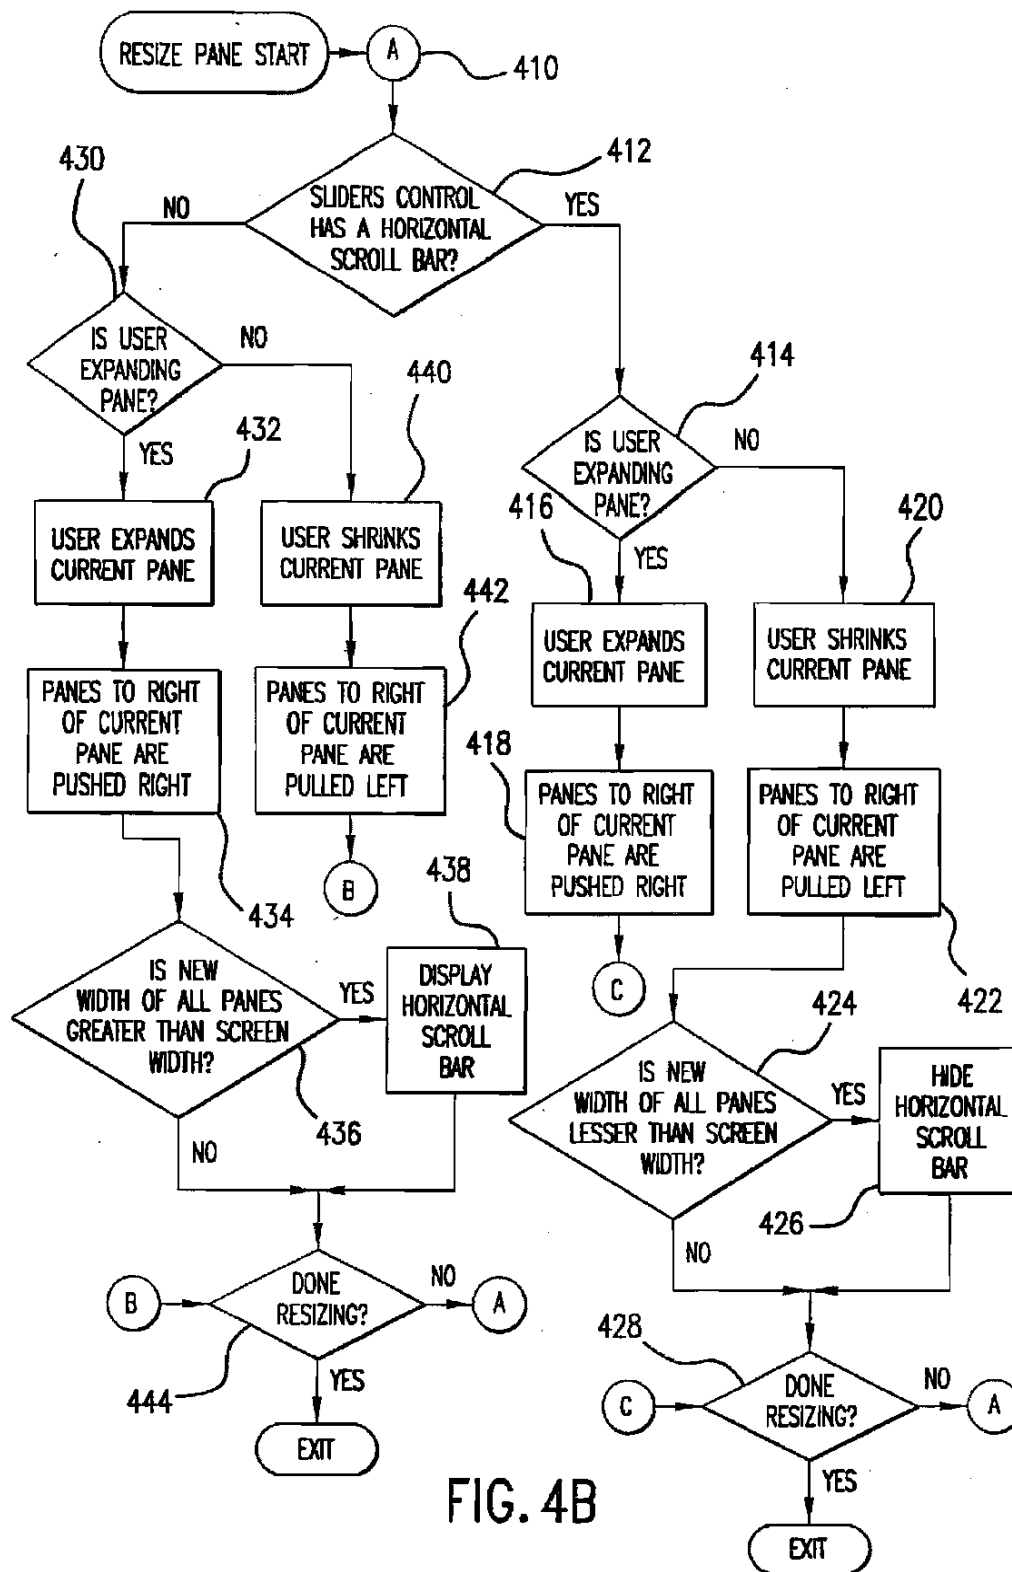 RESIZE PANE START
A
410
412
SLIDERS CONTROL
HAS A HORIZONTAL
SCROLL BAR?
NO
YES
430
IS USER
EXPANDING
PANE?
NO
YES
414
IS USER
EXPANDING
PANE?
NO
YES
432
USER EXPANDS
CURRENT PANE
440
USER SHRINKS
CURRENT PANE
416
USER EXPANDS
CURRENT PANE
420
USER SHRINKS
CURRENT PANE
PANES TO RIGHT
OF CURRENT
PANE ARE
PUSHED RIGHT
434
442
PANES TO RIGHT
OF CURRENT
PANE ARE
PULLED LEFT
B
418
PANES TO RIGHT
OF CURRENT
PANE ARE
PUSHED RIGHT
C
PANES TO RIGHT
OF CURRENT
PANE ARE
PULLED LEFT
422
IS NEW
WIDTH OF ALL PANES
GREATER THAN SCREEN
WIDTH?
436
YES
NO
438
DISPLAY
HORIZONTAL
SCROLL
BAR
424
IS NEW
WIDTH OF ALL PANES
LESSER THAN SCREEN
WIDTH?
YES
NO
HIDE
HORIZONTAL
SCROLL
BAR
426
B
DONE
RESIZING?
NO
A
444
YES
EXIT
428
C
DONE
RESIZING?
NO
A
YES
EXIT
FIG. 4B